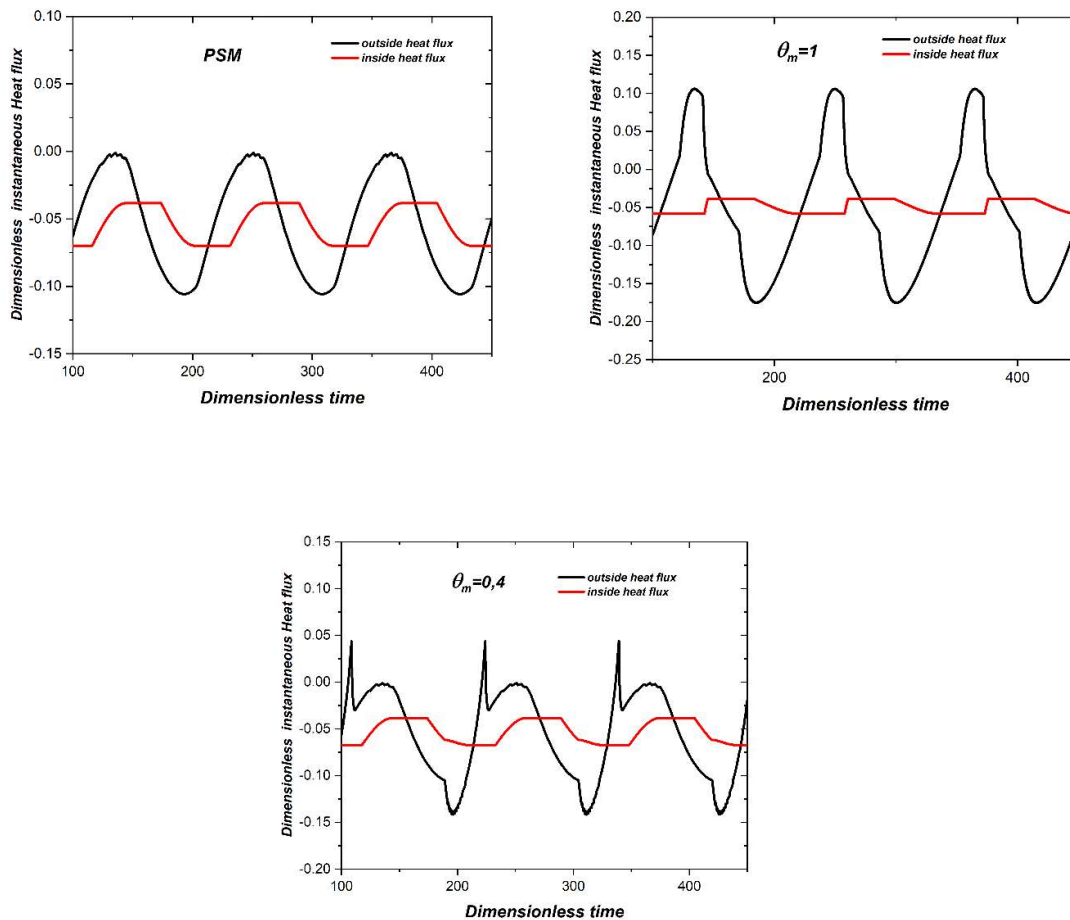 PSM
outside heat flux
inside heat flux
Dimensionless instantaneous Heat flux
0.10
0.05
0.00
-0.05
-0.10
-0.15
100
200
300
400
Dimensionless time
θm=1
outside heat flux
inside heat flux
Dimensionless instantaneous Heat flux
0.20
0.15
0.10
0.05
0.00
-0.05
-0.10
-0.15
-0.20
-0.25
200
400
Dimensionless time
θm=0,4
outside heat flux
inside heat flux
Dimensionless instantaneous Heat flux
0.15
0.10
0.05
0.00
-0.05
-0.10
-0.15
-0.20
100
200
300
400
Dimensionless time